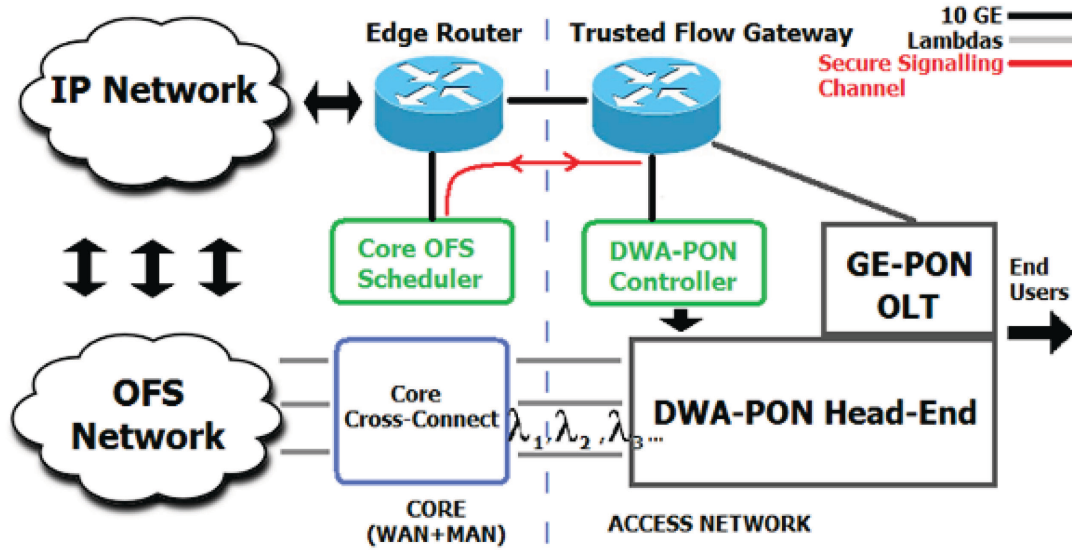 10 GE
Lambdas
Secure Signalling
Channel
Edge Router
Trusted Flow Gateway
IP Network
Core OFS
Scheduler
DWA-PON
Controller
GE-PON
OLT
End
Users
OFS
Network
Core
Cross-Connect
λ1, λ2, λ3...
DWA-PON Head-End
CORE
(WAN+MAN)
ACCESS NETWORK